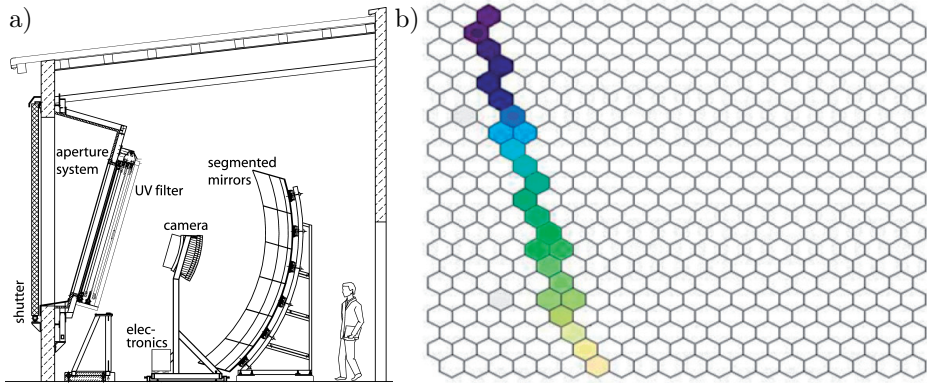 a)
b)
aperture
system
segmented
mirrors
UV filter
camera
shutter
elec-
tronics